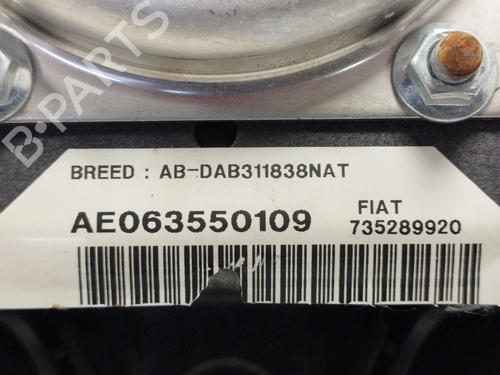 B-PARTS
BREED : AB-DAB311838NAT
AE063550109
FIAT
735289920